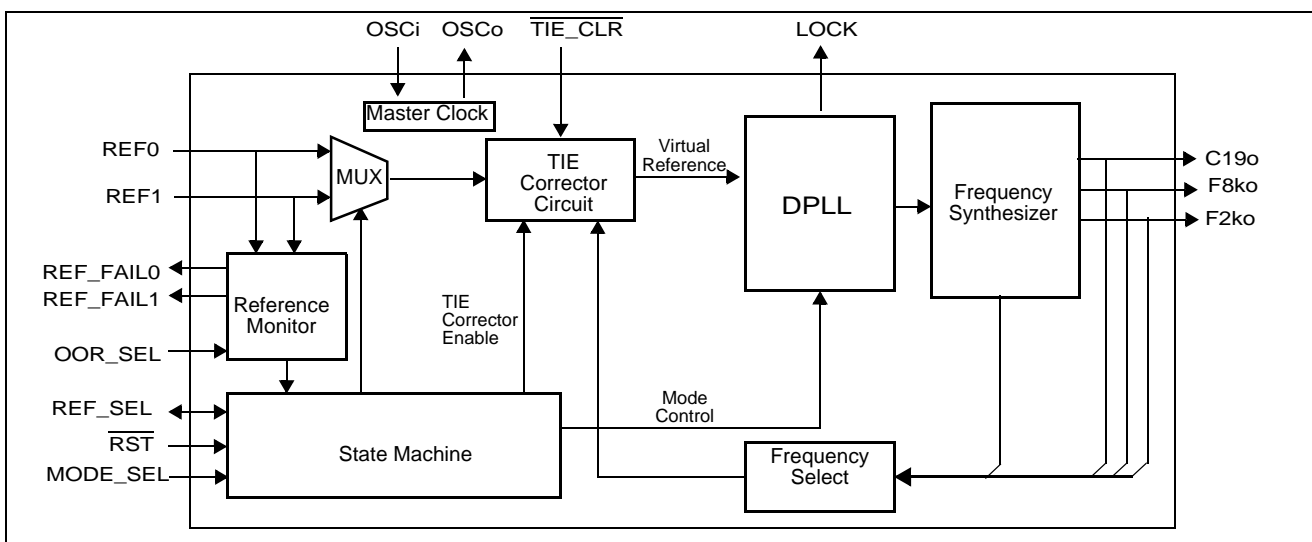 OSCi
OSCo
TIE_CLR
LOCK
Master Clock
REF0
REF1
MUX
TIE
Corrector
Circuit
Virtual
Reference
DPLL
Frequency
Synthesizer
C19o
F8ko
F2ko
REF_FAIL0
REF_FAIL1
OOR_SEL
Reference
Monitor
TIE
Corrector
Enable
REF_SEL
RST
MODE_SEL
State Machine
Mode
Control
Frequency
Select